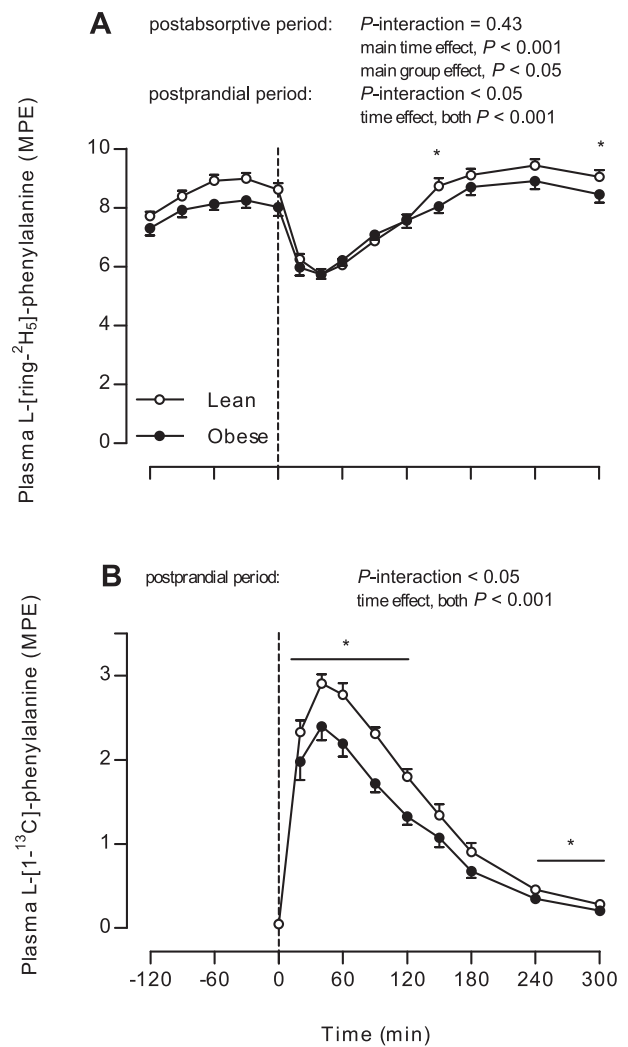 A
postabsorptive period: P-interaction = 0.43
main time effect, P < 0.001
main group effect, P < 0.05
postprandial period: P-interaction < 0.05
time effect, both P < 0.001
Plasma L-[ring-²H₅]-phenylalanine (MPE)
10
8
6
4
2
0
* *
Lean
Obese
B
postprandial period: P-interaction < 0.05
time effect, both P < 0.001
Plasma L-[1-¹³C]-phenylalanine (MPE)
3
2
1
0
*
*
-120 -60 0 60 120 180 240 300
Time (min)